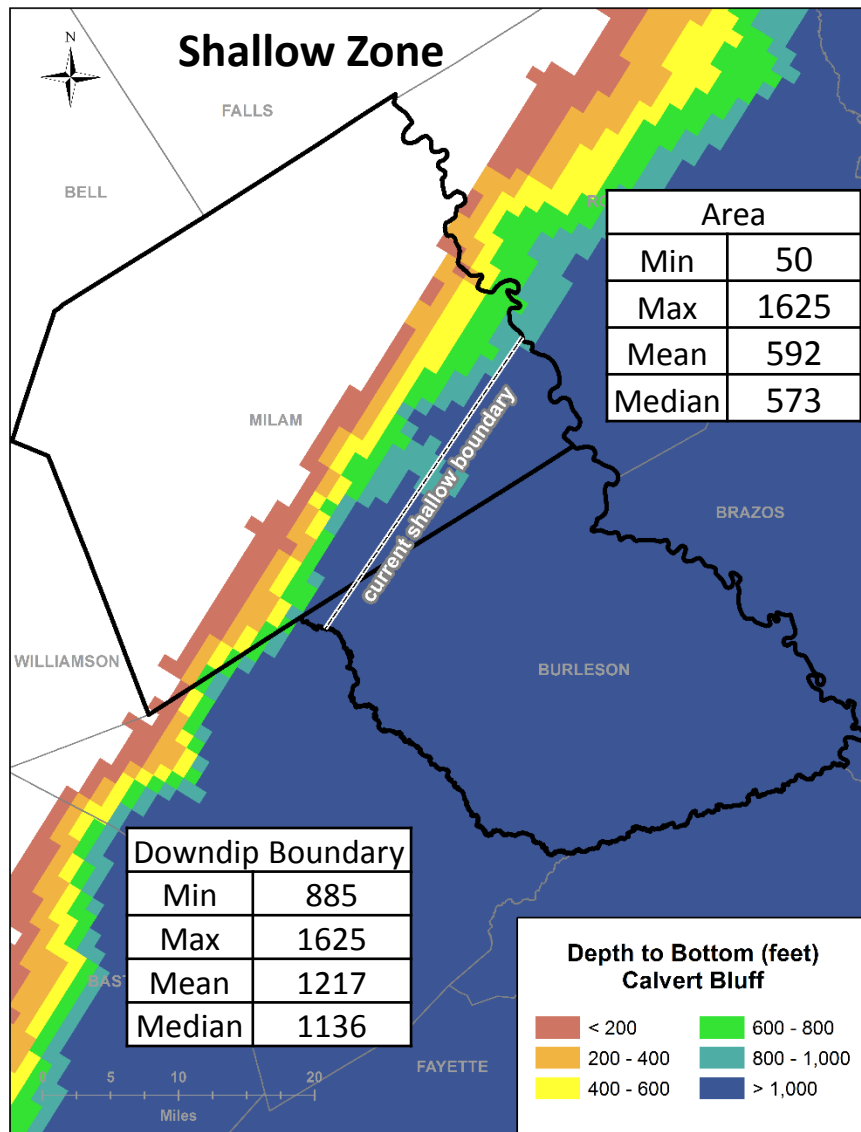 Shallow Zone
N
FALLS
BELL
Area
Min 50
Max 1625
Mean 592
Median 573
MILAM
current shallow boundary
BRAZOS
WILLIAMSON
BURLESON
Downdip Boundary
Min 885
Max 1625
Mean 1217
Median 1136
BAST
FAYETTE
0 5 10 20
Miles
Depth to Bottom (feet)
Calvert Bluff
< 200
200 - 400
400 - 600
600 - 800
800 - 1,000
> 1,000